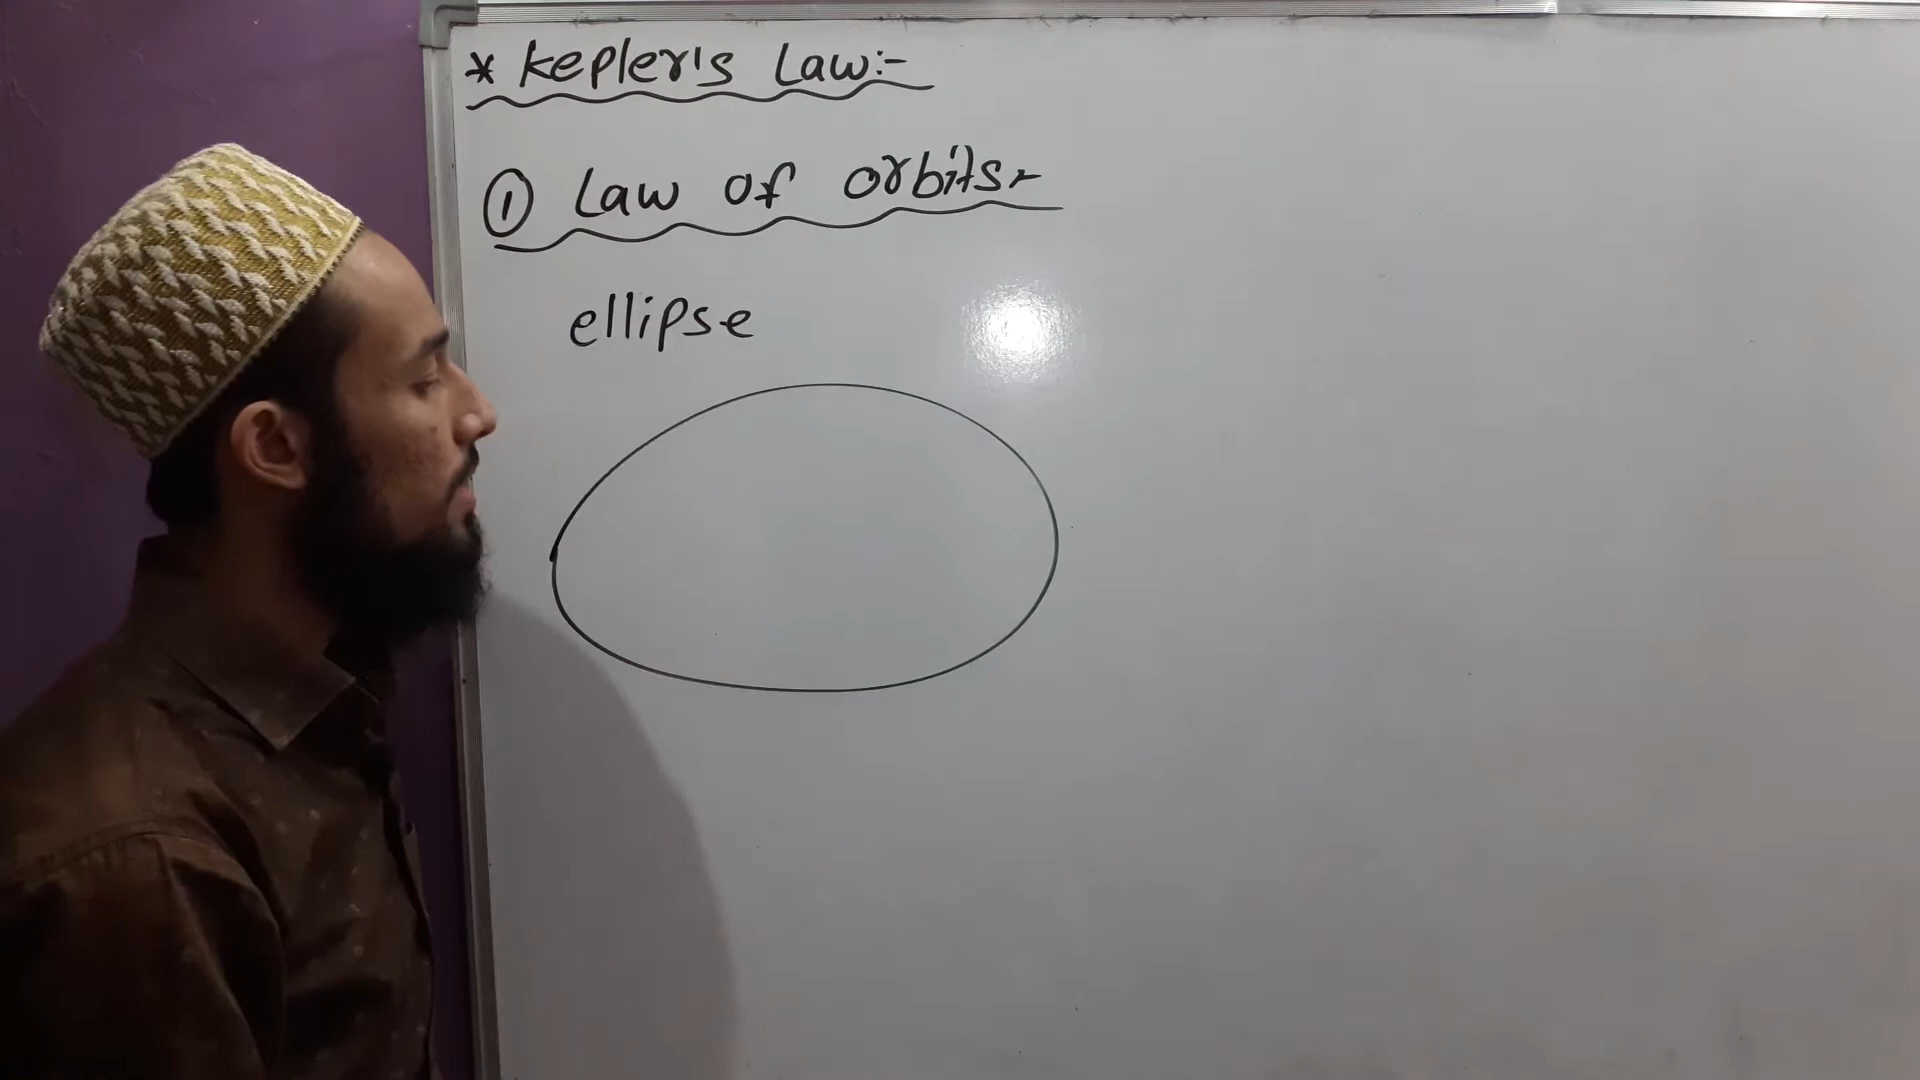 * Kepler's Law:-
① Law of orbits:-
ellipse